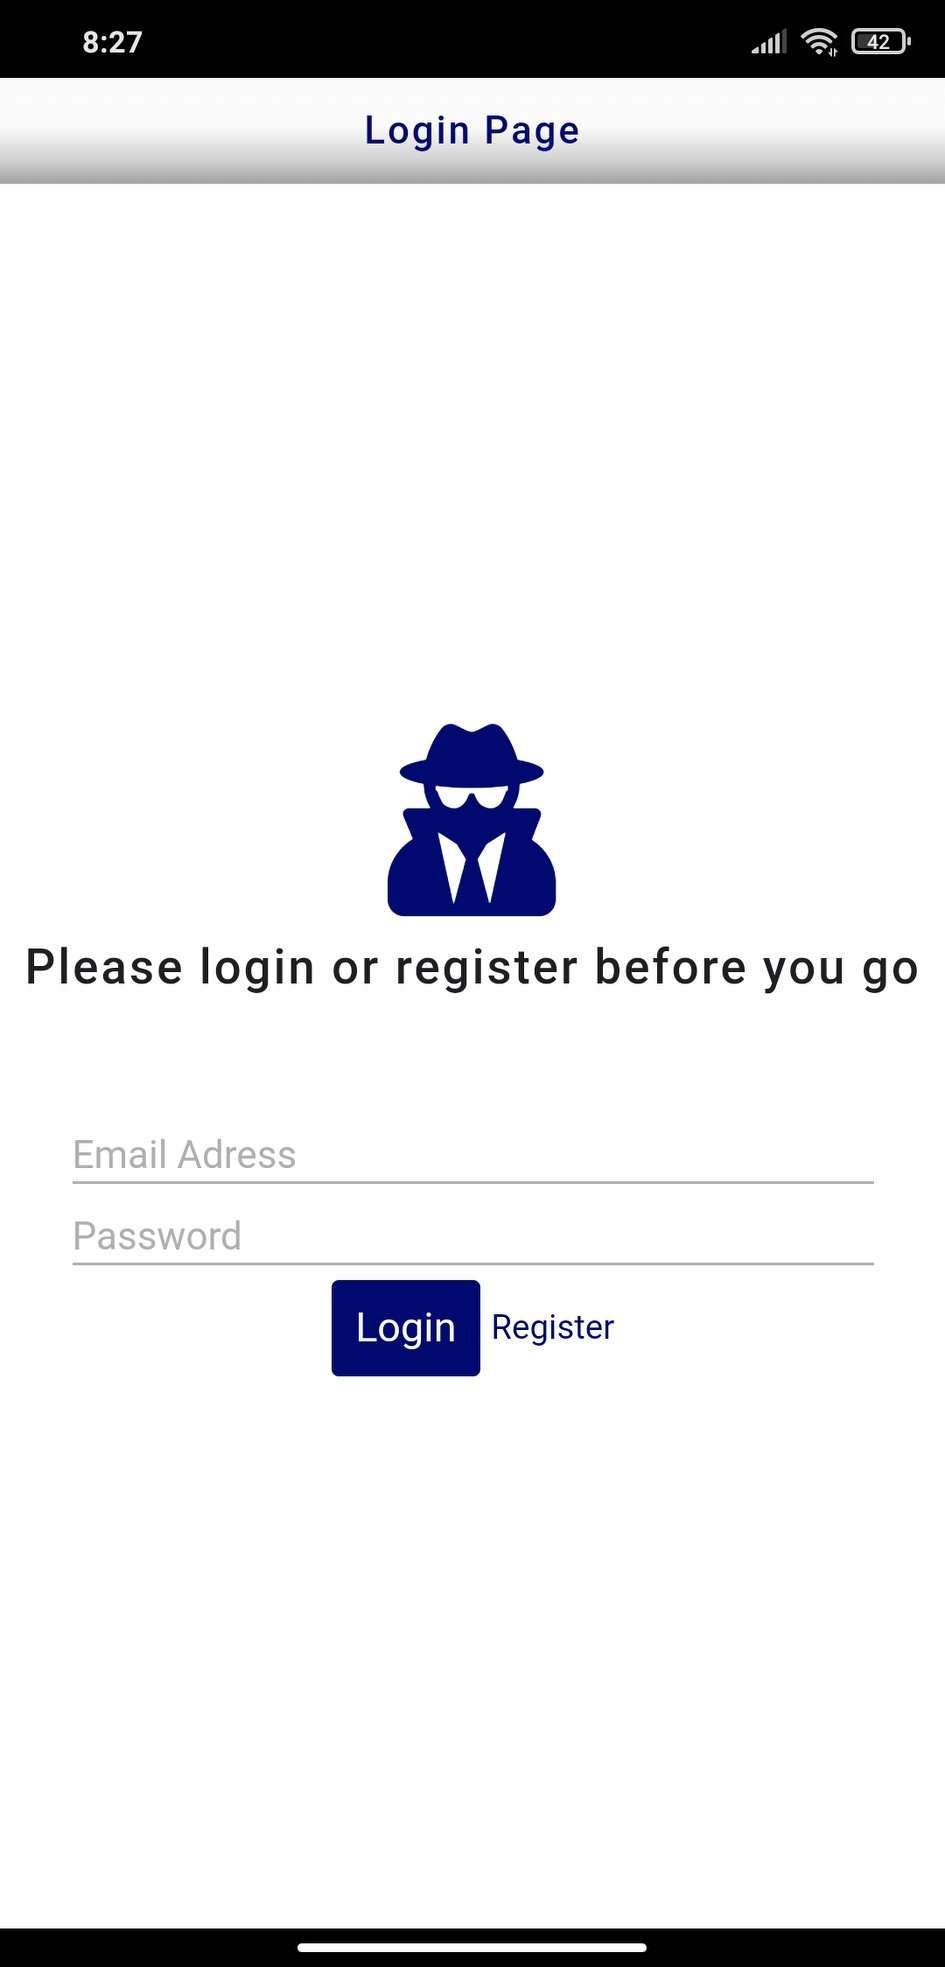 8:27
42
Login Page
Please login or register before you go
Email Adress
Password
Login Register